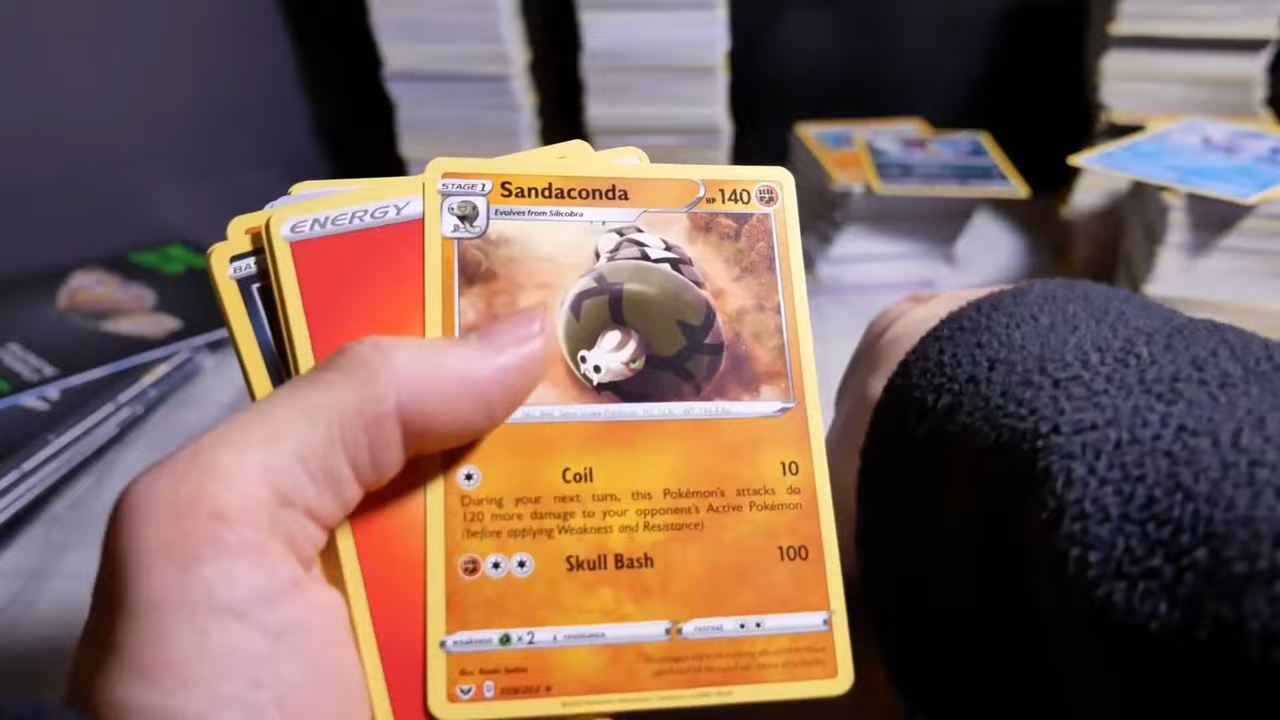 STAGE 1
Sandaconda
HP 140
Evolves from Silicobra
ENERGY
BA
Coil
10
During your next turn, this Pokémon's attacks do
120 more damage to your opponent's Active Pokémon
(before applying Weakness and Resistance)
Skull Bash
100
weakness ×2 resistance
retreat